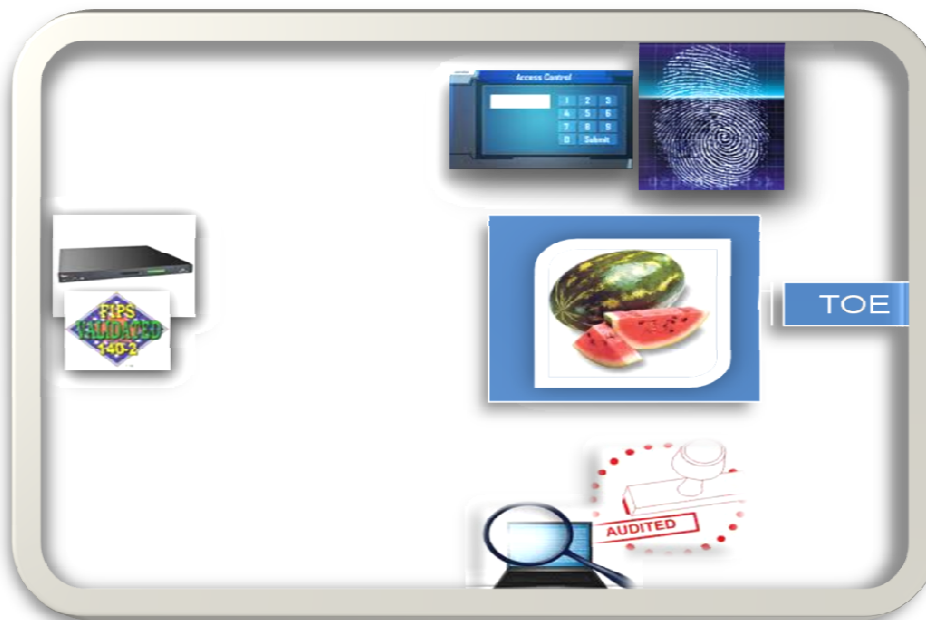 Access Control
1 2 3
4 5 6
7 8 9
0 Submit
TOE
FIPS
VALIDATED
140-2
AUDITED